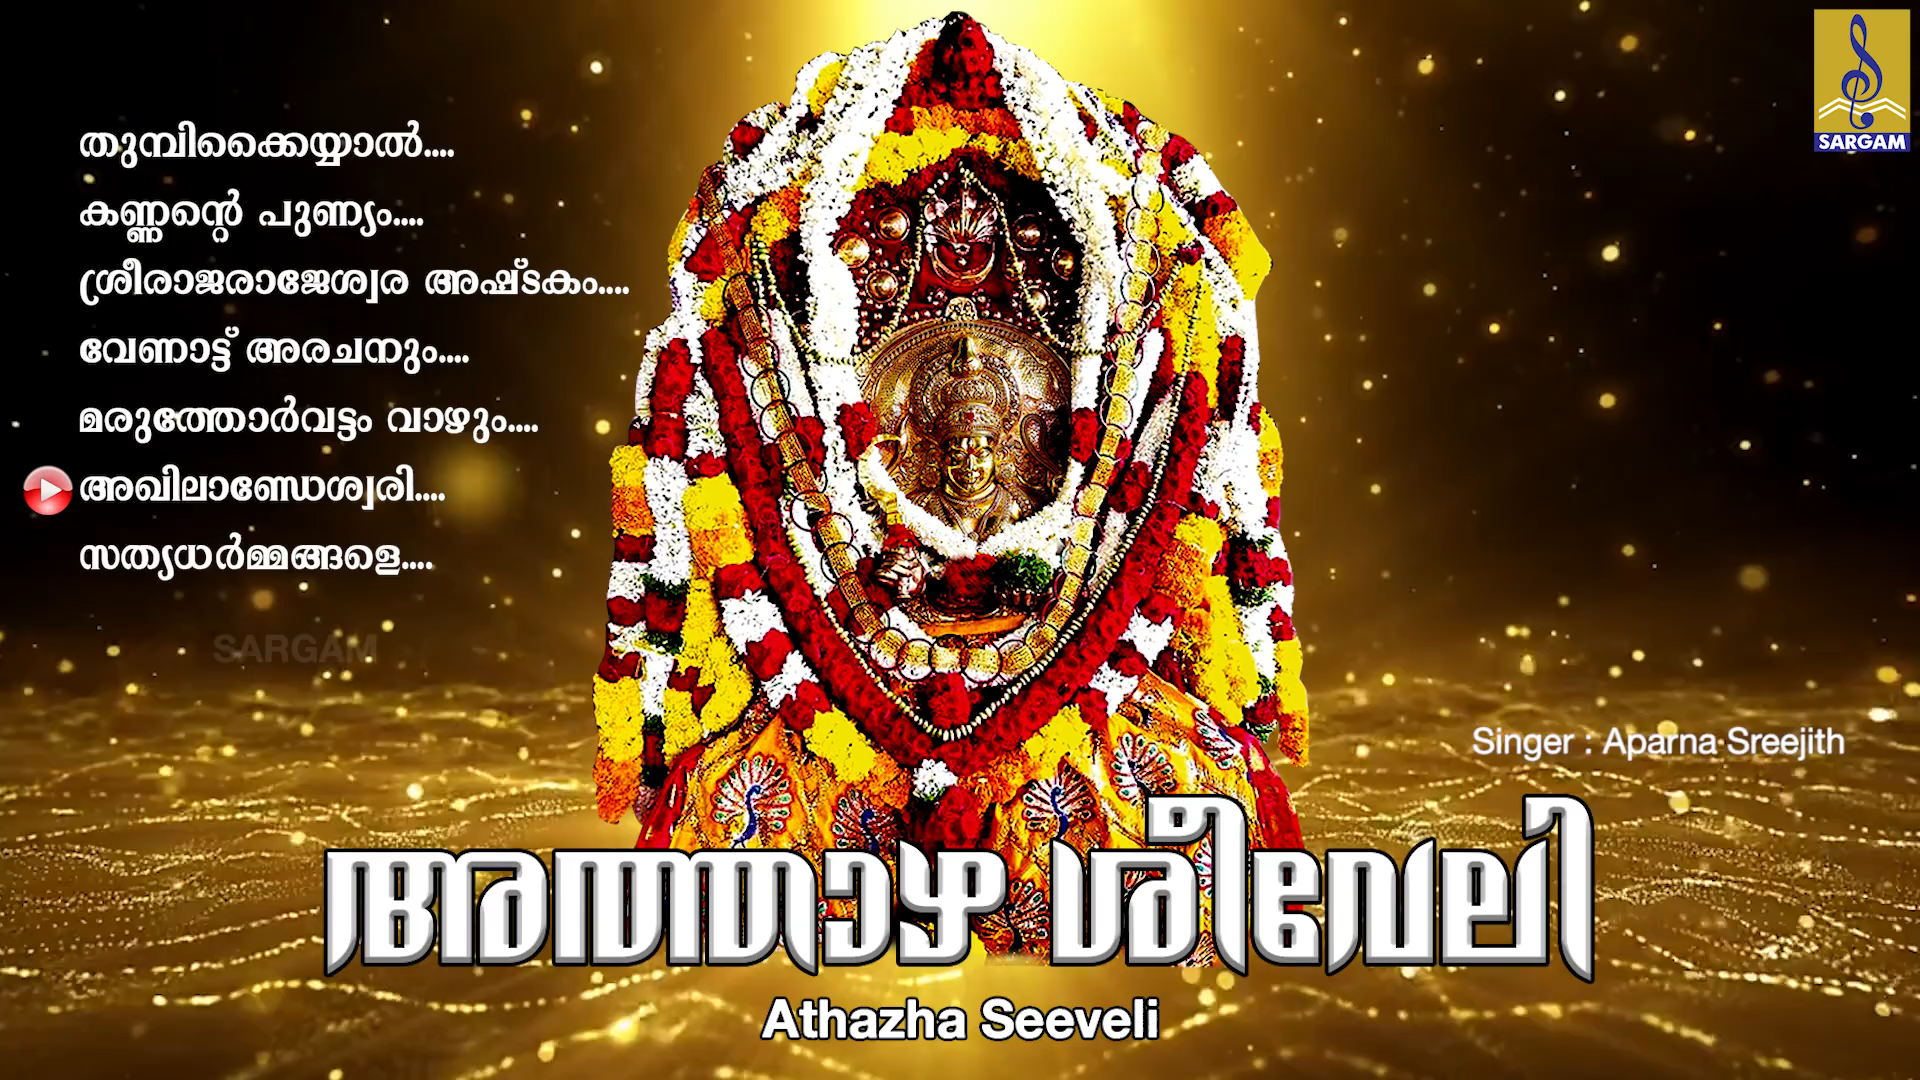 SARGAM
തുമ്പിക്കൈയ്യാൽ....
കണ്ണന്റെ പുണ്യം....
ശ്രീരാജരാജേശ്വര അഷ്ടകം....
വേണാട്ട് അരചനും....
മരുത്തോർവട്ടം വാഴും....
അഖിലാണ്ഡേശ്വരി....
സത്യധർമ്മങ്ങളെ....
SARGAM
Singer : Aparna Sreejith
അത്താഴ ശീവേലി
Athazha Seeveli